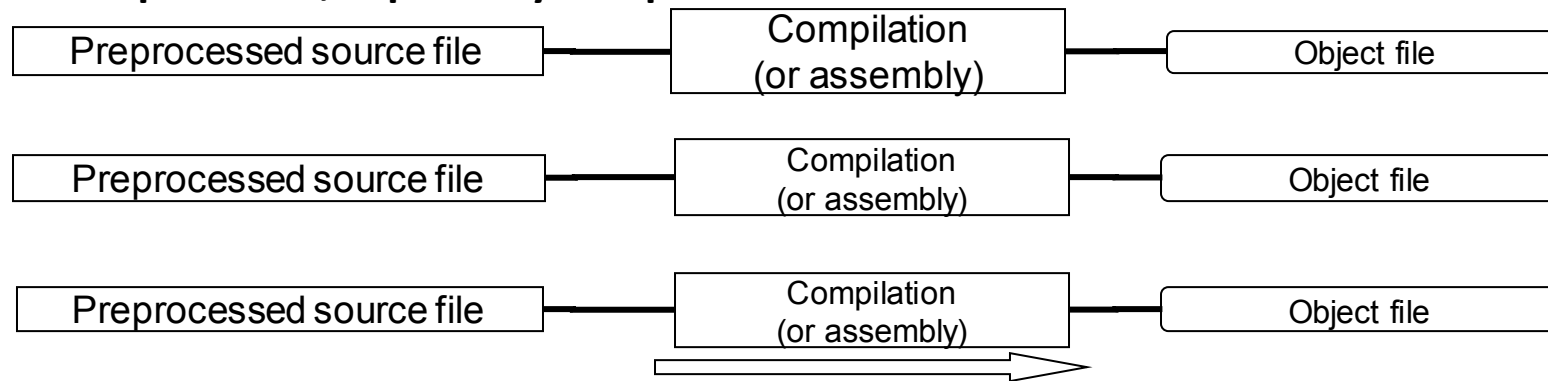 Preprocessed source file
Compilation
(or assembly)
Object file
Preprocessed source file
Compilation
(or assembly)
Object file
Preprocessed source file
Compilation
(or assembly)
Object file